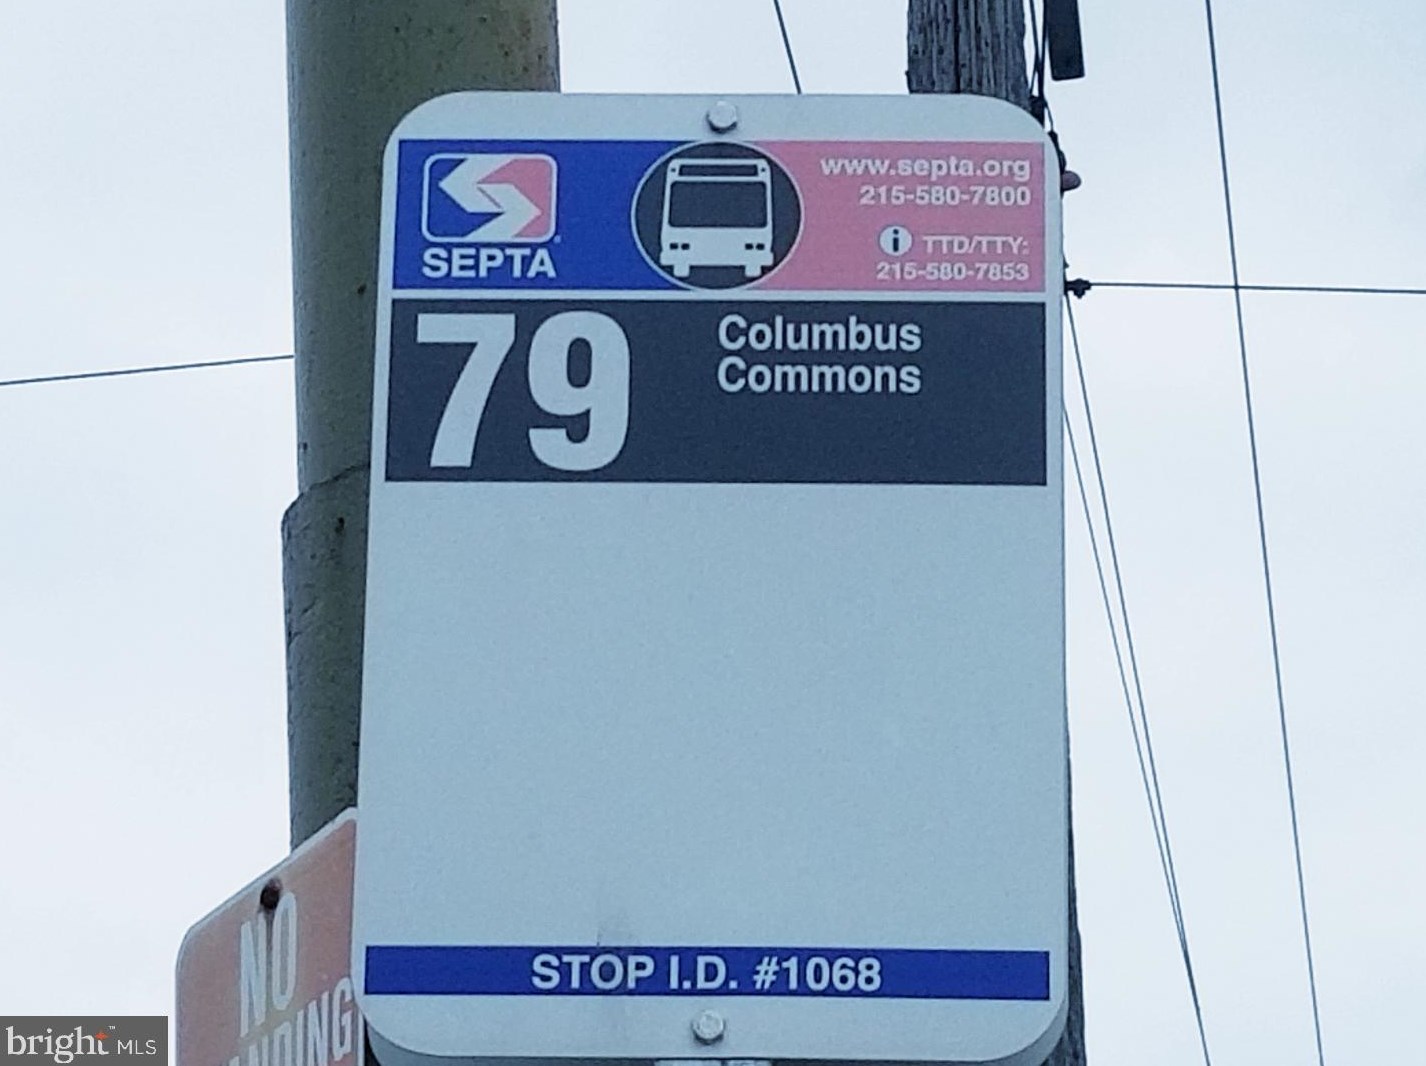 www.septa.org
215-580-7800
i TTD/TTY:
215-580-7853
SEPTA
79 Columbus
Commons
STOP I.D. #1068
NO
bright MLS